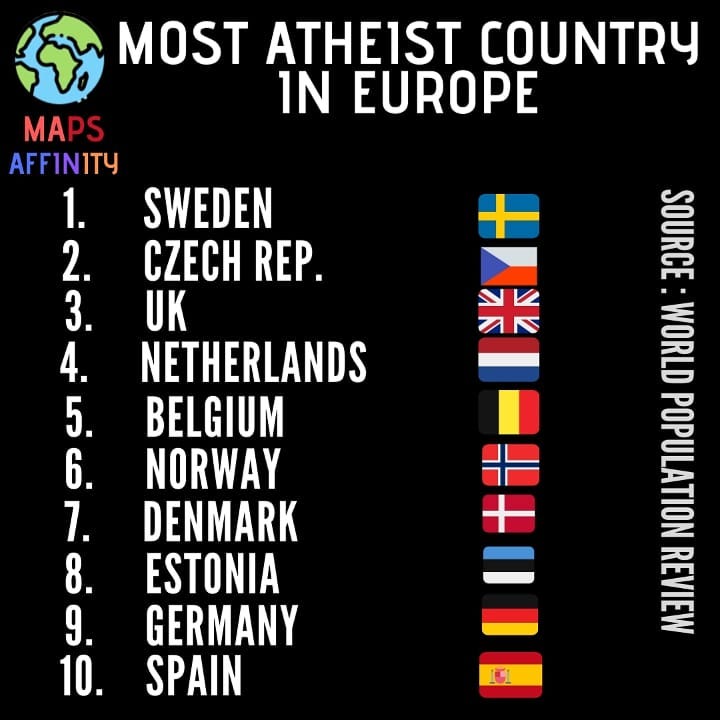 MOST ATHEIST COUNTRY
IN EUROPE
MAPS
AFFINITY
1. SWEDEN
2. CZECH REP.
3. UK
4. NETHERLANDS
5. BELGIUM
6. NORWAY
7. DENMARK
8. ESTONIA
9. GERMANY
10. SPAIN
SOURCE : WORLD POPULATION REVIEW